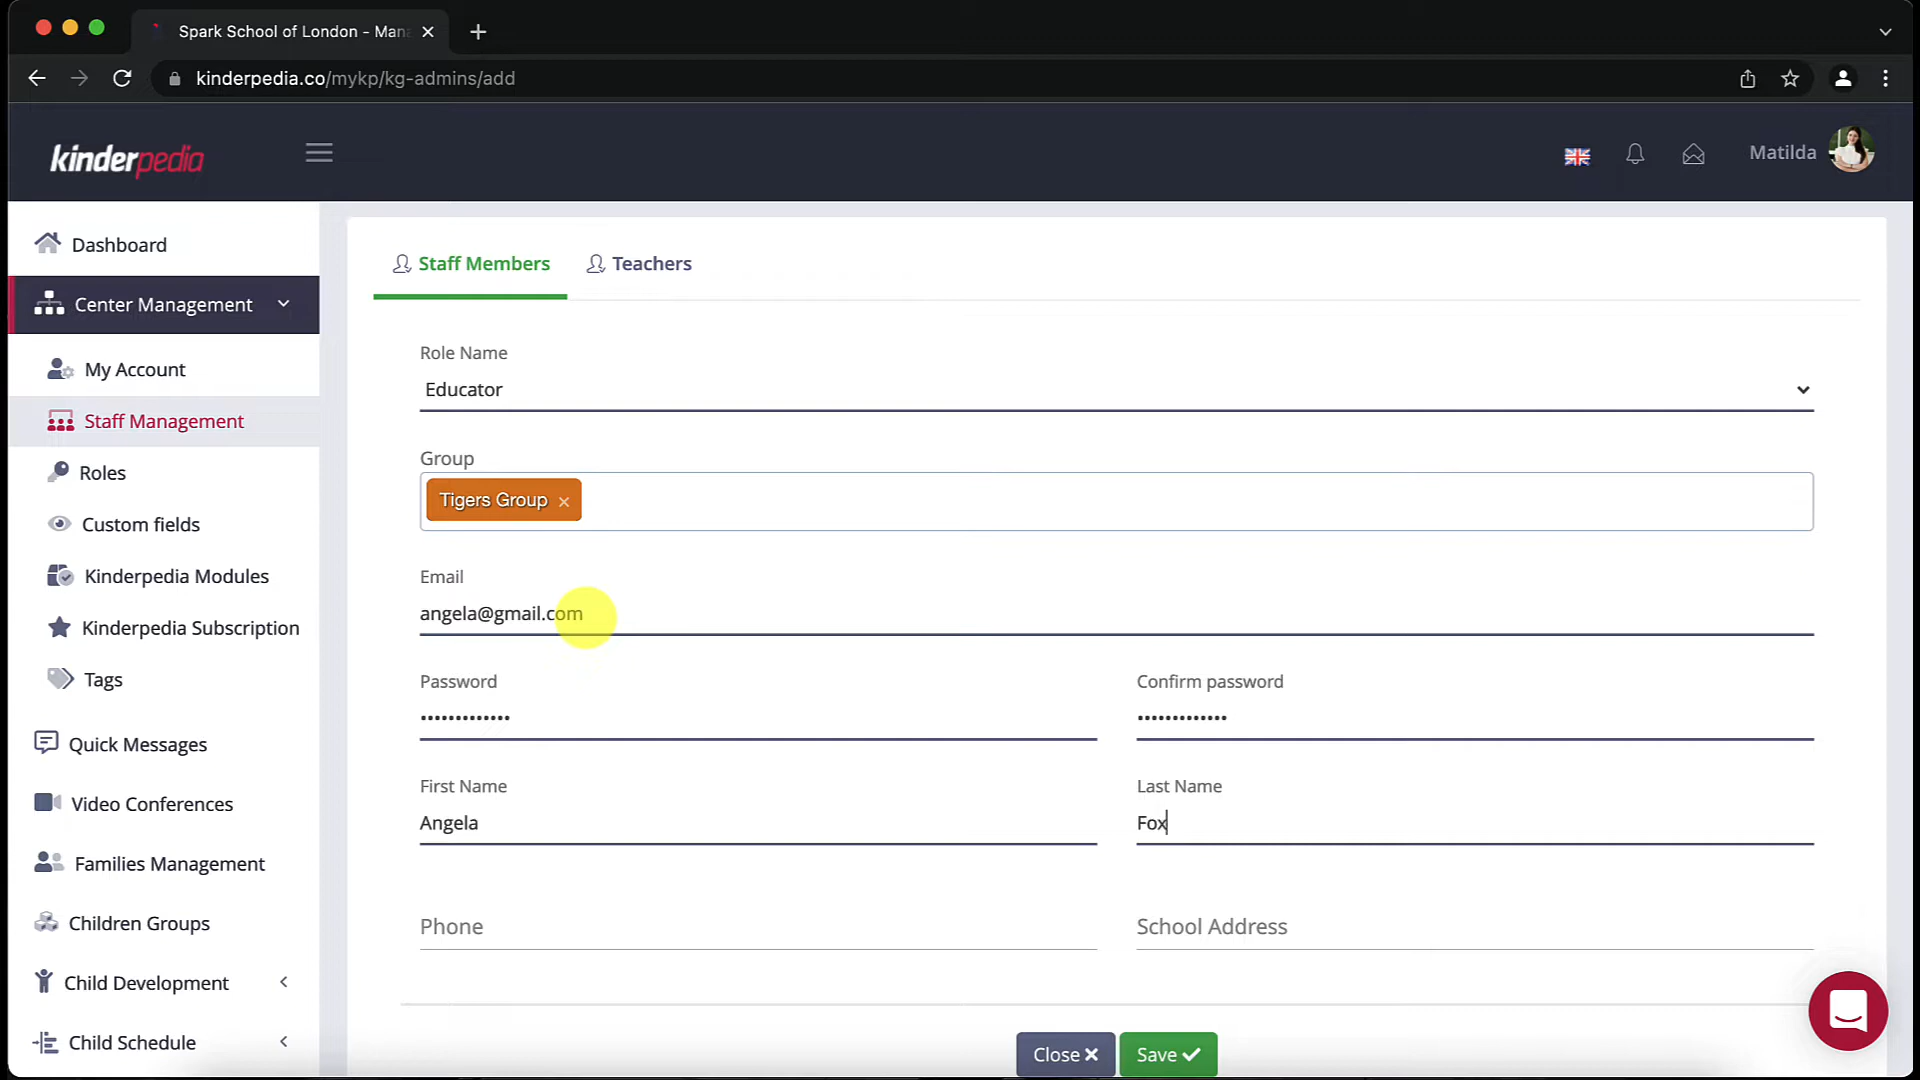 Spark School of London - Mana
kinderpedia.co/mykp/kg-admins/add
kinderpedia
Matilda
Dashboard
Center Management
My Account
Staff Management
Roles
Custom fields
Kinderpedia Modules
Kinderpedia Subscription
Tags
Quick Messages
Video Conferences
Families Management
Children Groups
Child Development
Child Schedule
Staff Members
Teachers
Role Name
Educator
Group
Tigers Group ×
Email
angela@gmail.com
Password
Confirm password
•••••••••••••
•••••••••••••
First Name
Last Name
Angela
Fox
Phone
School Address
Close
Save